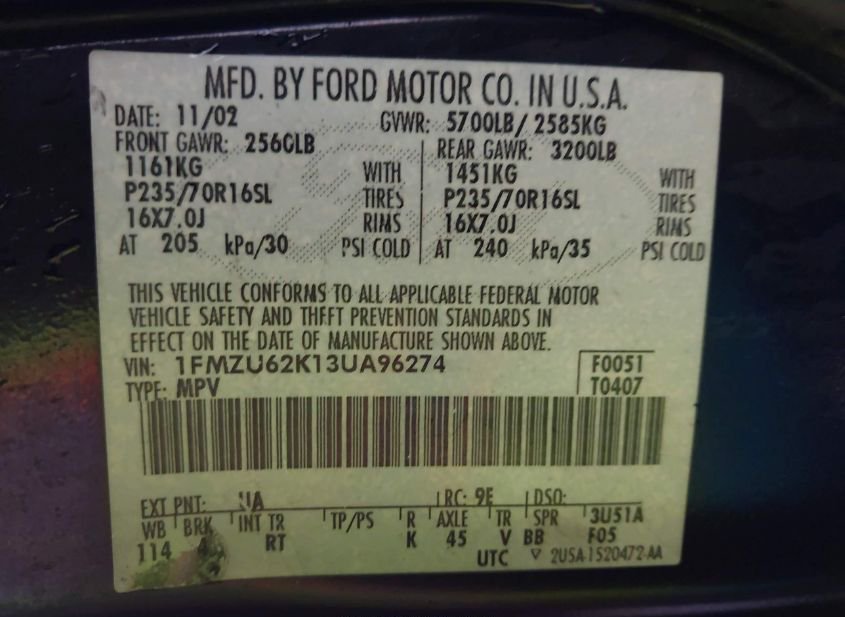 MFD. BY FORD MOTOR CO. IN U.S.A.
DATE: 11/02 GVWR: 5700LB/ 2585KG
FRONT GAWR: 2560LB REAR GAWR: 3200LB
1161KG WITH 1451KG WITH
P235/70R16SL TIRES P235/70R16SL TIRES
16X7.0J RIMS 16X7.0J RIMS
AT 205 kPa/30 PSI COLD AT 240 kPa/35 PSI COLD
THIS VEHICLE CONFORMS TO ALL APPLICABLE FEDERAL MOTOR
VEHICLE SAFETY AND THEFT PREVENTION STANDARDS IN
EFFECT ON THE DATE OF MANUFACTURE SHOWN ABOVE.
VIN: 1FMZU62K13UA96274 F0051
TYPE: MPV T0407
EXT PNT: UA RC: 9E DSO:
WB BRK INT TR TP/PS R AXLE TR SPR 3U51A
114 4 RT K 45 V BB F05
UTC ▽ 2U5A-1520472-AA